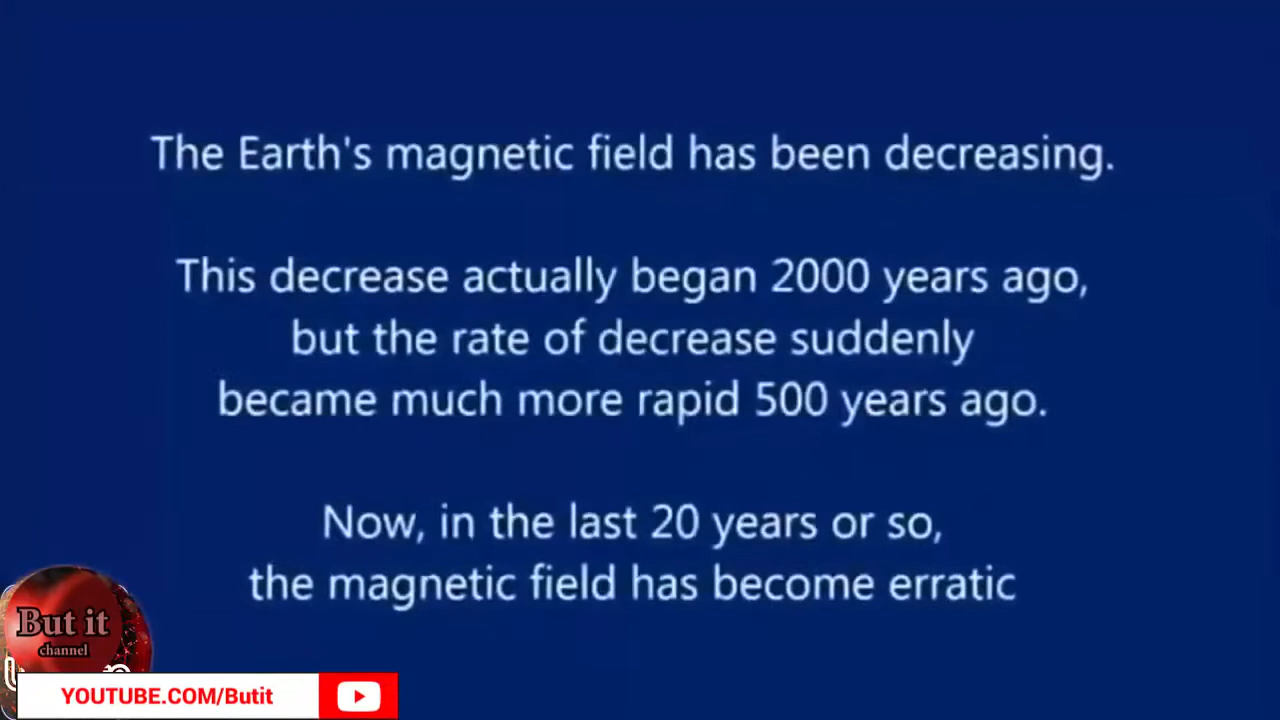 The Earth's magnetic field has been decreasing.
This decrease actually began 2000 years ago,
but the rate of decrease suddenly
became much more rapid 500 years ago.
Now, in the last 20 years or so,
the magnetic field has become erratic
But it
channel
YOUTUBE.COM/Butit